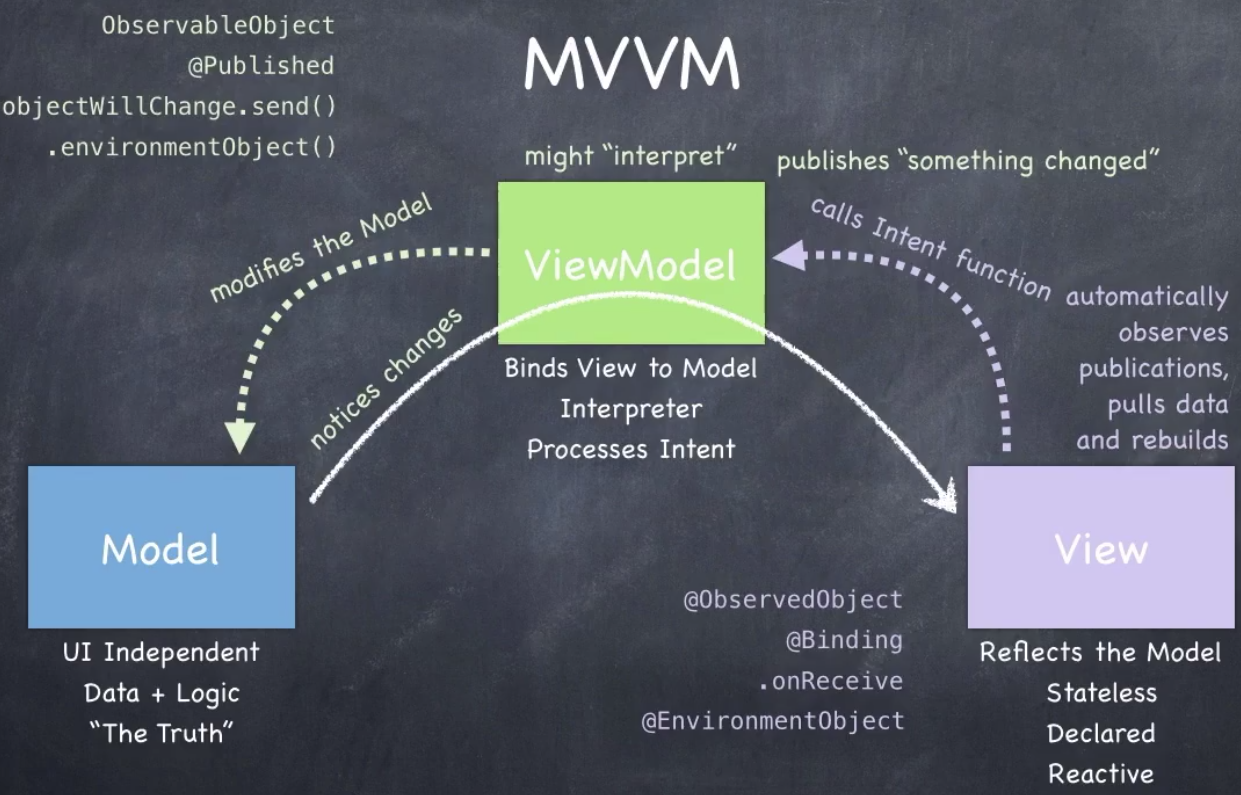 ObservableObject
@Published
objectWillChange.send()
.environmentObject()
MVVM
might “interpret”
publishes “something changed”
modifies the Model
ViewModel
calls Intent function
notices changes
automatically
observes
publications,
pulls data
and rebuilds
Binds View to Model
Interpreter
Processes Intent
Model
View
UI Independent
Data + Logic
“The Truth”
@ObservedObject
@Binding
.onReceive
@EnvironmentObject
Reflects the Model
Stateless
Declared
Reactive